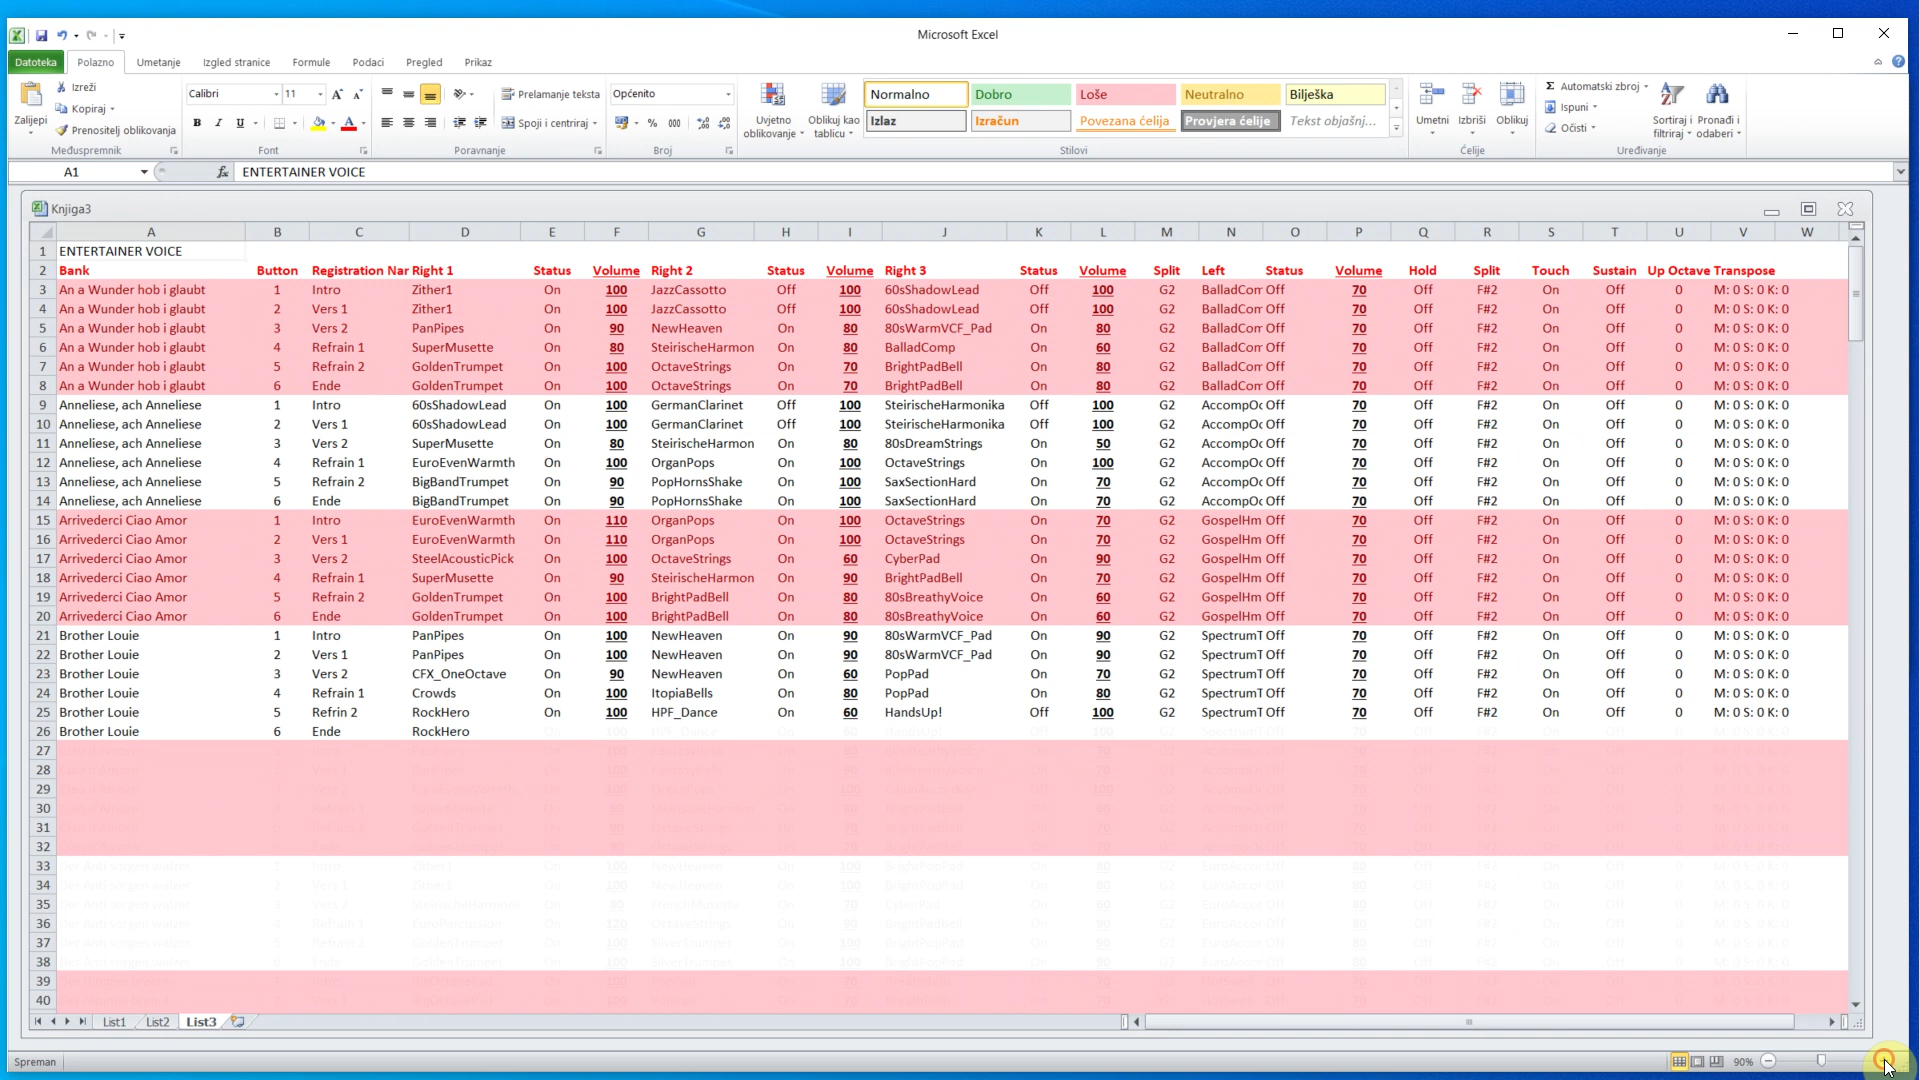 Microsoft Excel
Datoteka Polazno Umetanje Izgled stranice Formule Podaci Pregled Prikaz
Zalijepi Izreži Kopiraj Prenositelj oblikovanja Međuspremnik
Calibri 11 B I U A Font
Prelamanje teksta Spoji i centriraj Poravnanje
Općenito % 000 Broj
Uvjetno oblikovanje Oblikuj kao tablicu Normalno Dobro Loše Neutralno Bilješka
Izlaz Izračun Povezana ćelija Provjera ćelije Tekst objašnj... Stilovi
Umetni Izbriši Oblikuj Ćelije
Σ Automatski zbroj Ispuni Očisti Sortiraj i filtriraj Pronađi i odaberi Uređivanje
A1 fx ENTERTAINER VOICE
Knjiga3
A B C D E F G H I J K L M N O P Q R S T U V W
1 ENTERTAINER VOICE
2 Bank Button Registration Nar Right 1 Status Volume Right 2 Status Volume Right 3 Status Volume Split Left Status Volume Hold Split Touch Sustain Up Octave Transpose
3 An a Wunder hob i glaubt 1 Intro Zither1 On 100 JazzCassotto Off 100 60sShadowLead Off 100 G2 BalladCom Off 70 Off F#2 On Off 0 M: 0 S: 0 K: 0
4 An a Wunder hob i glaubt 2 Vers 1 Zither1 On 100 JazzCassotto Off 100 60sShadowLead Off 100 G2 BalladCom Off 70 Off F#2 On Off 0 M: 0 S: 0 K: 0
5 An a Wunder hob i glaubt 3 Vers 2 PanPipes On 90 NewHeaven On 80 80sWarmVCF_Pad On 80 G2 BalladCom Off 70 Off F#2 On Off 0 M: 0 S: 0 K: 0
6 An a Wunder hob i glaubt 4 Refrain 1 SuperMusette On 80 SteirischeHarmon On 80 BalladComp On 60 G2 BalladCom Off 70 Off F#2 On Off 0 M: 0 S: 0 K: 0
7 An a Wunder hob i glaubt 5 Refrain 2 GoldenTrumpet On 100 OctaveStrings On 70 BrightPadBell On 80 G2 BalladCom Off 70 Off F#2 On Off 0 M: 0 S: 0 K: 0
8 An a Wunder hob i glaubt 6 Ende GoldenTrumpet On 100 OctaveStrings On 70 BrightPadBell On 80 G2 BalladCom Off 70 Off F#2 On Off 0 M: 0 S: 0 K: 0
9 Anneliese, ach Anneliese 1 Intro 60sShadowLead On 100 GermanClarinet Off 100 SteirischeHarmonika Off 100 G2 AccompOc Off 70 Off F#2 On Off 0 M: 0 S: 0 K: 0
10 Anneliese, ach Anneliese 2 Vers 1 60sShadowLead On 100 GermanClarinet Off 100 SteirischeHarmonika Off 100 G2 AccompOc Off 70 Off F#2 On Off 0 M: 0 S: 0 K: 0
11 Anneliese, ach Anneliese 3 Vers 2 SuperMusette On 80 SteirischeHarmon On 80 80sDreamStrings On 50 G2 AccompOc Off 70 Off F#2 On Off 0 M: 0 S: 0 K: 0
12 Anneliese, ach Anneliese 4 Refrain 1 EuroEvenWarmth On 100 OrganPops On 100 OctaveStrings On 100 G2 AccompOc Off 70 Off F#2 On Off 0 M: 0 S: 0 K: 0
13 Anneliese, ach Anneliese 5 Refrain 2 BigBandTrumpet On 90 PopHornsShake On 100 SaxSectionHard On 70 G2 AccompOc Off 70 Off F#2 On Off 0 M: 0 S: 0 K: 0
14 Anneliese, ach Anneliese 6 Ende BigBandTrumpet On 90 PopHornsShake On 100 SaxSectionHard On 70 G2 AccompOc Off 70 Off F#2 On Off 0 M: 0 S: 0 K: 0
15 Arrivederci Ciao Amor 1 Intro EuroEvenWarmth On 110 OrganPops On 100 OctaveStrings On 70 G2 GospelHm Off 70 Off F#2 On Off 0 M: 0 S: 0 K: 0
16 Arrivederci Ciao Amor 2 Vers 1 EuroEvenWarmth On 110 OrganPops On 100 OctaveStrings On 70 G2 GospelHm Off 70 Off F#2 On Off 0 M: 0 S: 0 K: 0
17 Arrivederci Ciao Amor 3 Vers 2 SteelAcousticPick On 100 OctaveStrings On 60 CyberPad On 90 G2 GospelHm Off 70 Off F#2 On Off 0 M: 0 S: 0 K: 0
18 Arrivederci Ciao Amor 4 Refrain 1 SuperMusette On 90 SteirischeHarmon On 90 BrightPadBell On 70 G2 GospelHm Off 70 Off F#2 On Off 0 M: 0 S: 0 K: 0
19 Arrivederci Ciao Amor 5 Refrain 2 GoldenTrumpet On 100 BrightPadBell On 80 80sBreathyVoice On 60 G2 GospelHm Off 70 Off F#2 On Off 0 M: 0 S: 0 K: 0
20 Arrivederci Ciao Amor 6 Ende GoldenTrumpet On 100 BrightPadBell On 80 80sBreathyVoice On 60 G2 GospelHm Off 70 Off F#2 On Off 0 M: 0 S: 0 K: 0
21 Brother Louie 1 Intro PanPipes On 100 NewHeaven On 90 80sWarmVCF_Pad On 90 G2 SpectrumT Off 70 Off F#2 On Off 0 M: 0 S: 0 K: 0
22 Brother Louie 2 Vers 1 PanPipes On 100 NewHeaven On 90 80sWarmVCF_Pad On 90 G2 SpectrumT Off 70 Off F#2 On Off 0 M: 0 S: 0 K: 0
23 Brother Louie 3 Vers 2 CFX_OneOctave On 90 NewHeaven On 60 PopPad On 70 G2 SpectrumT Off 70 Off F#2 On Off 0 M: 0 S: 0 K: 0
24 Brother Louie 4 Refrain 1 Crowds On 100 ItopiaBells On 80 PopPad On 80 G2 SpectrumT Off 70 Off F#2 On Off 0 M: 0 S: 0 K: 0
25 Brother Louie 5 Refrin 2 RockHero On 100 HPF_Dance On 60 HandsUp! Off 100 G2 SpectrumT Off 70 Off F#2 On Off 0 M: 0 S: 0 K: 0
26 Brother Louie 6 Ende RockHero
27
28
29
30
31
32
33
34
35
36
37
38
39
40
List1 List2 List3
Spreman 90%